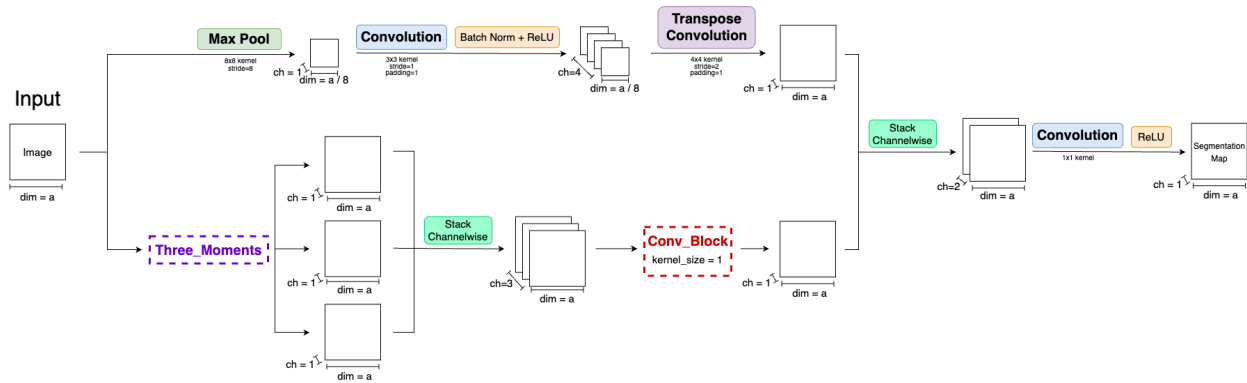 Input
Image
dim = a
Max Pool
8x8 kernel
stride=8
ch = 1
dim = a / 8
Convolution
3x3 kernel
stride=1
padding=1
Batch Norm + ReLU
ch=4
dim = a / 8
Transpose
Convolution
4x4 kernel
stride=2
padding=1
ch = 1
dim = a
Three_Moments
ch = 1
dim = a
ch = 1
dim = a
ch = 1
dim = a
Stack
Channelwise
ch=3
dim = a
Conv_Block
kernel_size = 1
ch = 1
dim = a
Stack
Channelwise
ch=2
dim = a
Convolution
1x1 kernel
ReLU
Segmentation
Map
ch = 1
dim = a